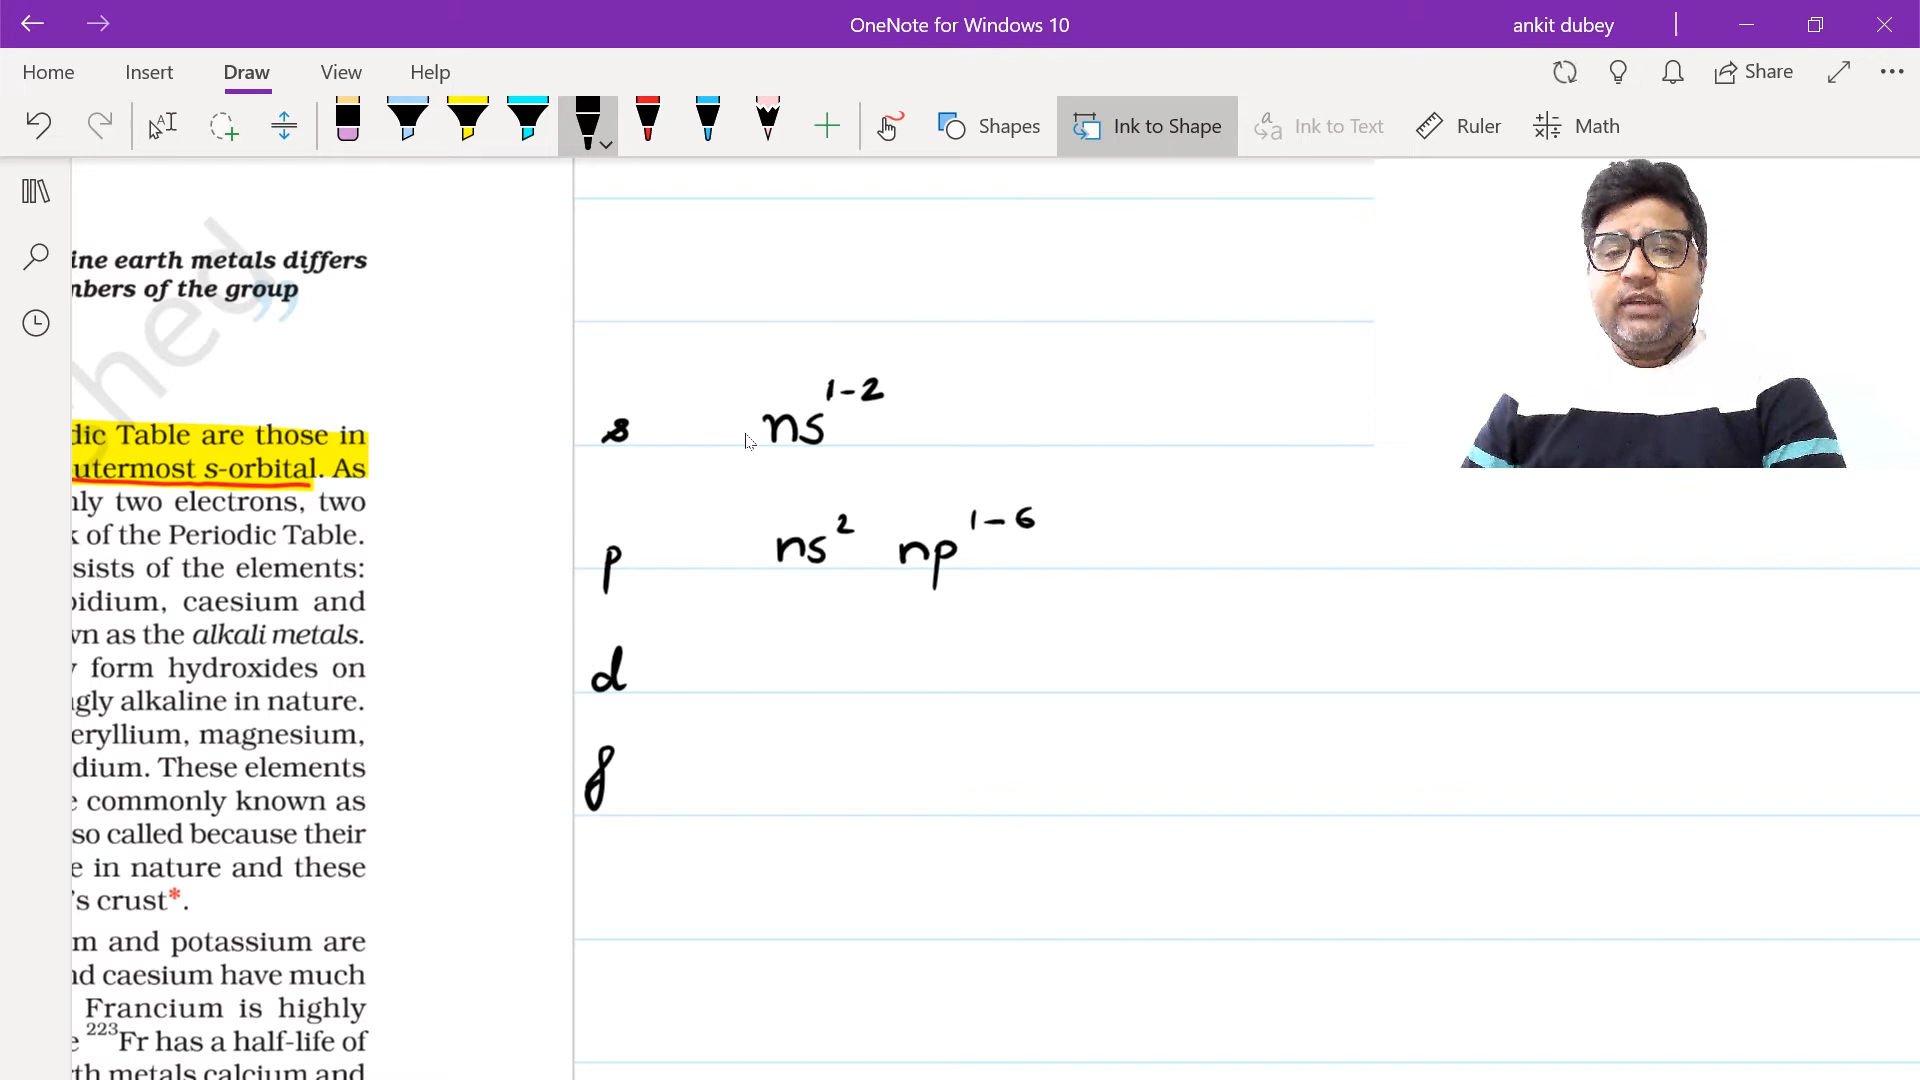 OneNote for Windows 10
ankit dubey
Home Insert Draw View Help
Share
Shapes Ink to Shape Ink to Text Ruler Math
ine earth metals differs
nbers of the group
hed
dic Table are those in
utermost s-orbital. As
nly two electrons, two
k of the Periodic Table.
sists of the elements:
bidium, caesium and
wn as the alkali metals.
y form hydroxides on
ngly alkaline in nature.
eryllium, magnesium,
dium. These elements
e commonly known as
so called because their
e in nature and these
's crust*.
m and potassium are
nd caesium have much
Francium is highly
e ²²³Fr has a half-life of
th metals calcium and
s ns¹⁻²
p ns² np¹⁻⁶
d
f